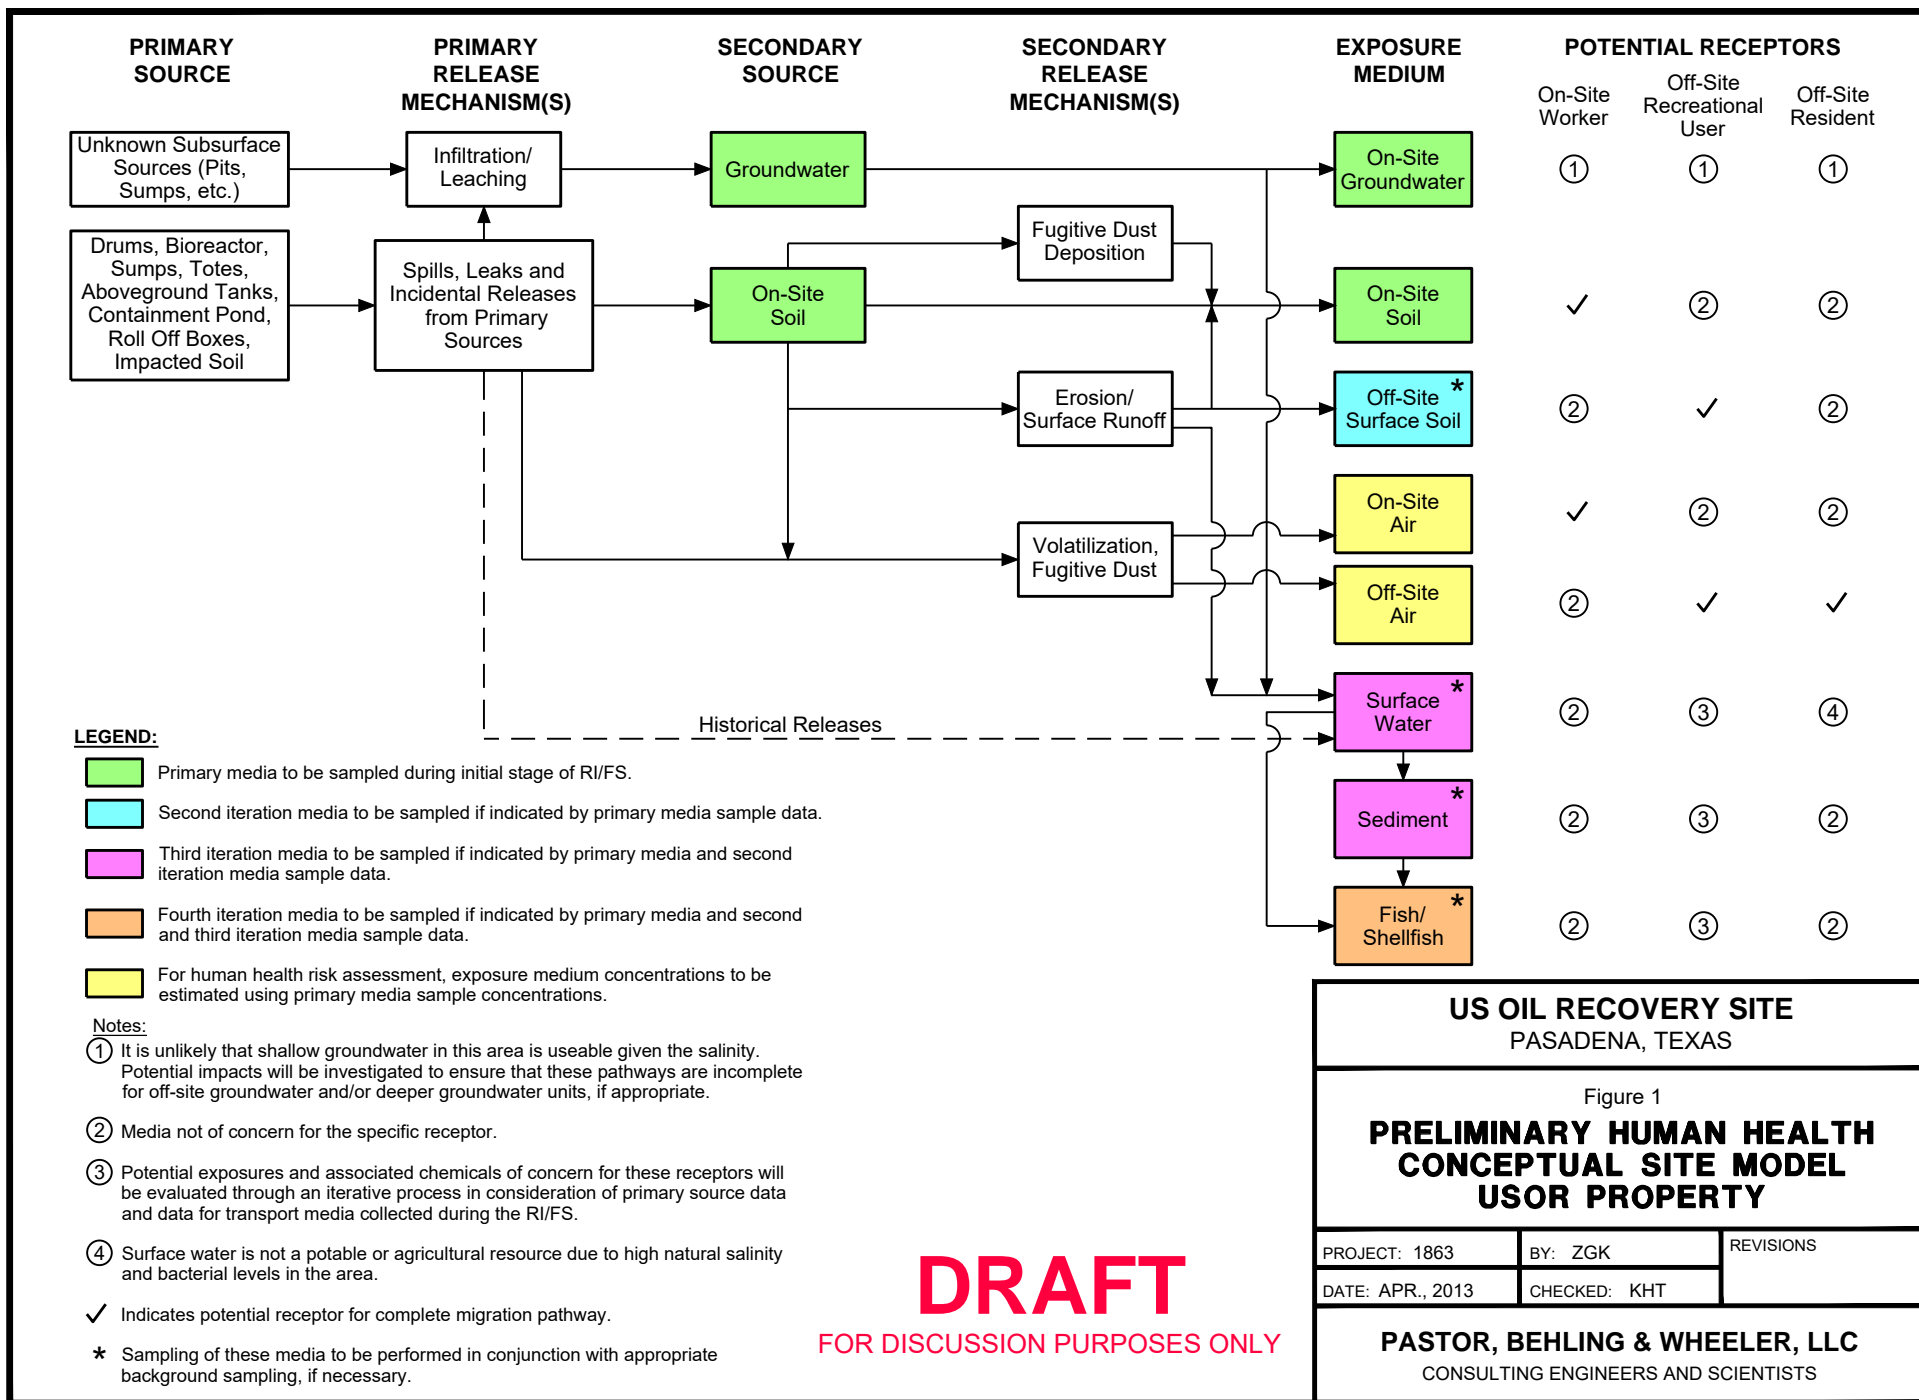 PRIMARY
SOURCE
PRIMARY
RELEASE
MECHANISM(S)
SECONDARY
SOURCE
SECONDARY
RELEASE
MECHANISM(S)
EXPOSURE
MEDIUM
POTENTIAL RECEPTORS
On-Site
Worker
Off-Site
Recreational
User
Off-Site
Resident
Unknown Subsurface
Sources (Pits,
Sumps, etc.)
Infiltration/
Leaching
Groundwater
On-Site
Groundwater
① ① ①
Drums, Bioreactor,
Sumps, Totes,
Aboveground Tanks,
Containment Pond,
Roll Off Boxes,
Impacted Soil
Spills, Leaks and
Incidental Releases
from Primary
Sources
On-Site
Soil
Fugitive Dust
Deposition
On-Site
Soil
✓ ② ②
Erosion/
Surface Runoff
Off-Site *
Surface Soil
② ✓ ②
Volatilization,
Fugitive Dust
On-Site
Air
✓ ② ②
Off-Site
Air
② ✓ ✓
Historical Releases
Surface *
Water
② ③ ④
Sediment *
② ③ ②
Fish/ *
Shellfish
② ③ ②
LEGEND:
Primary media to be sampled during initial stage of RI/FS.
Second iteration media to be sampled if indicated by primary media sample data.
Third iteration media to be sampled if indicated by primary media and second
iteration media sample data.
Fourth iteration media to be sampled if indicated by primary media and second
and third iteration media sample data.
For human health risk assessment, exposure medium concentrations to be
estimated using primary media sample concentrations.
Notes:
① It is unlikely that shallow groundwater in this area is useable given the salinity.
Potential impacts will be investigated to ensure that these pathways are incomplete
for off-site groundwater and/or deeper groundwater units, if appropriate.
② Media not of concern for the specific receptor.
③ Potential exposures and associated chemicals of concern for these receptors will
be evaluated through an iterative process in consideration of primary source data
and data for transport media collected during the RI/FS.
④ Surface water is not a potable or agricultural resource due to high natural salinity
and bacterial levels in the area.
✓ Indicates potential receptor for complete migration pathway.
* Sampling of these media to be performed in conjunction with appropriate
background sampling, if necessary.
DRAFT
FOR DISCUSSION PURPOSES ONLY
US OIL RECOVERY SITE
PASADENA, TEXAS
Figure 1
PRELIMINARY HUMAN HEALTH
CONCEPTUAL SITE MODEL
USOR PROPERTY
PROJECT: 1863
BY: ZGK
REVISIONS
DATE: APR., 2013
CHECKED: KHT
PASTOR, BEHLING & WHEELER, LLC
CONSULTING ENGINEERS AND SCIENTISTS